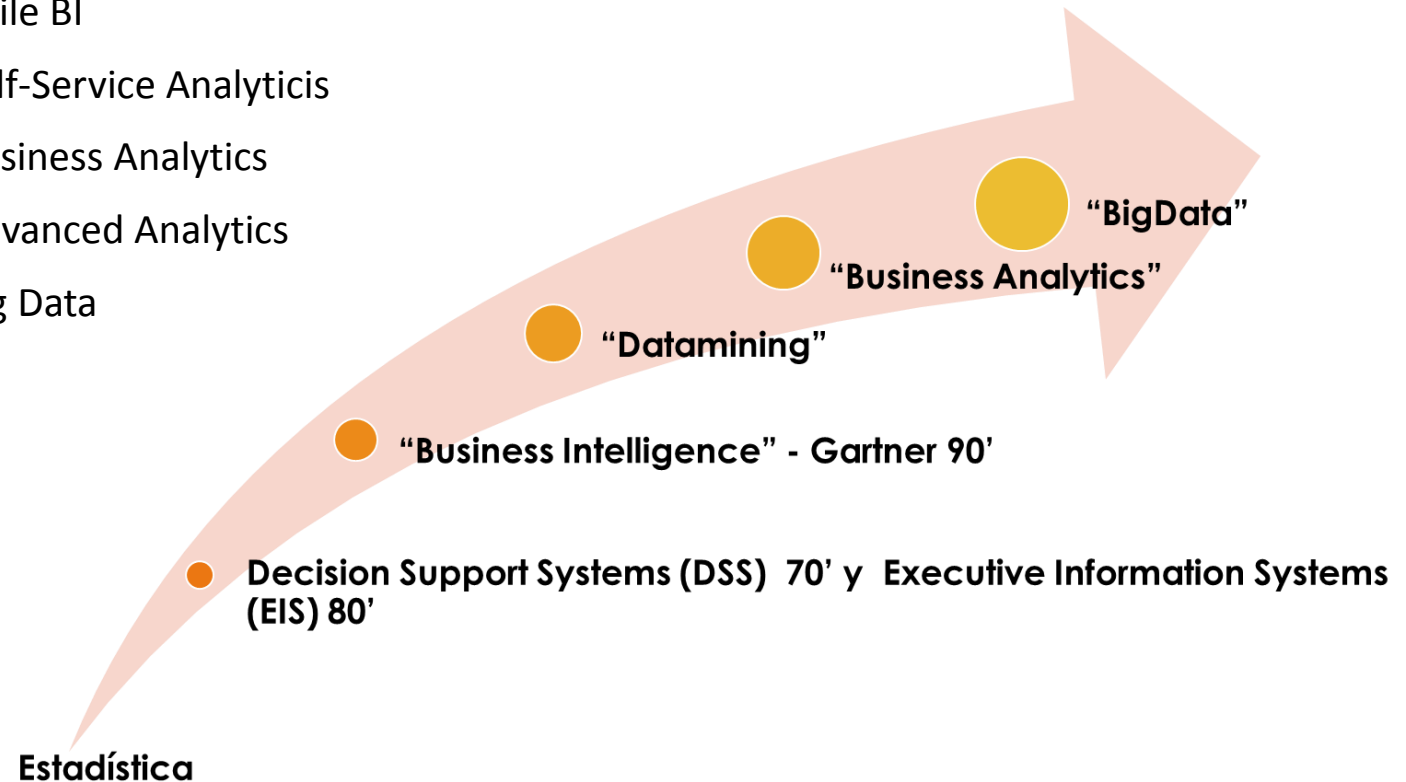 ile BI
lf-Service Analyticis
siness Analytics
vanced Analytics
g Data
“BigData”
“Business Analytics”
“Datamining”
“Business Intelligence” - Gartner 90’
Decision Support Systems (DSS)  70’ y  Executive Information Systems
(EIS) 80’
Estadística